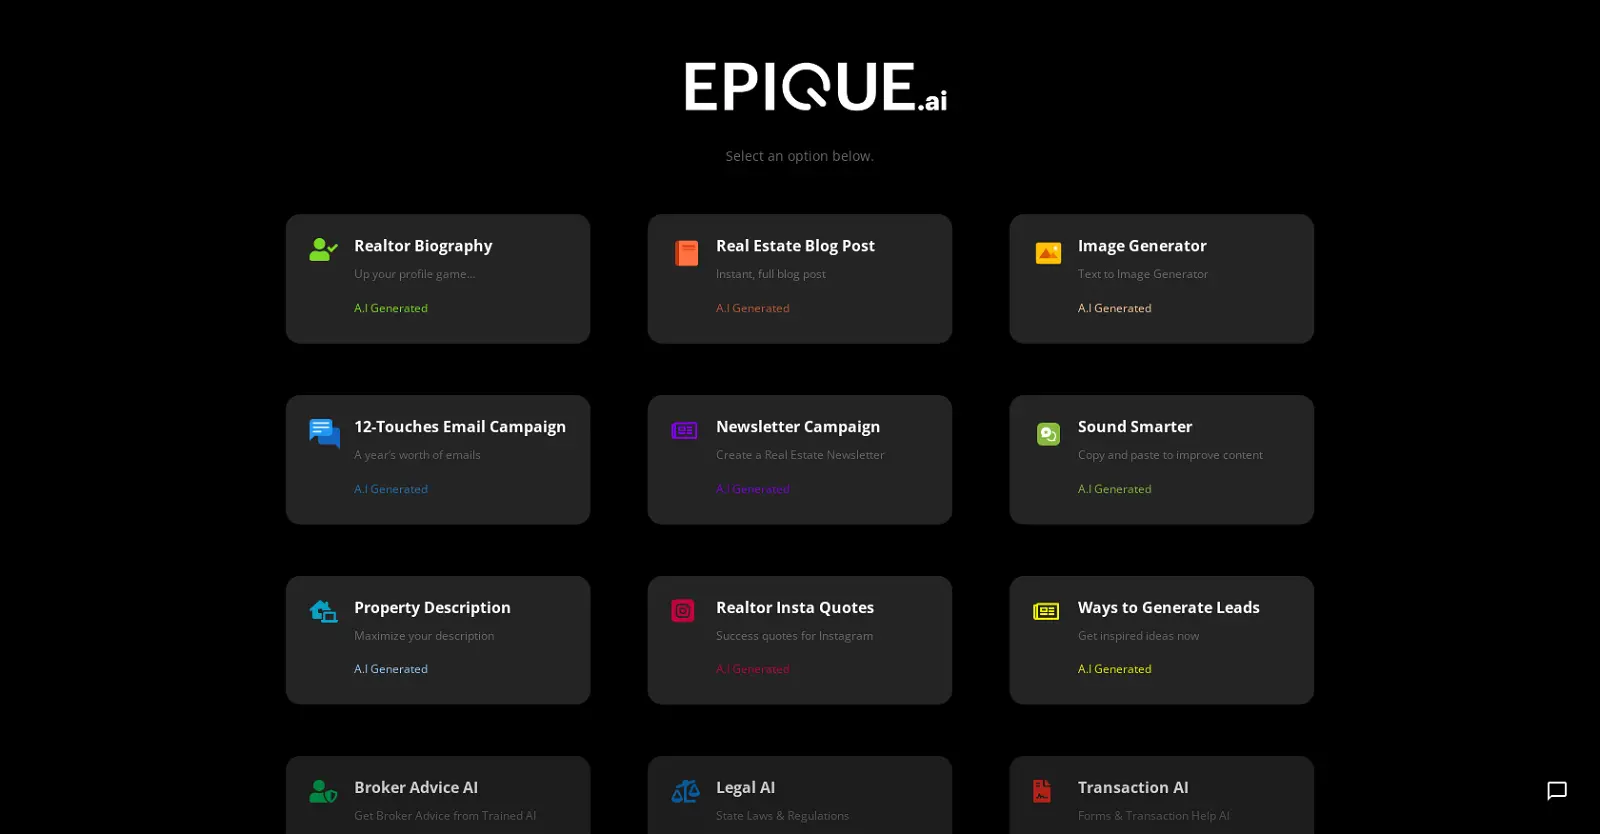 EPIQUE.ai
Select an option below.
Realtor Biography
Up your profile game...
A.I Generated
Real Estate Blog Post
Instant, full blog post
A.I Generated
Image Generator
Text to Image Generator
A.I Generated
12-Touches Email Campaign
A year's worth of emails
A.I Generated
Newsletter Campaign
Create a Real Estate Newsletter
A.I Generated
Sound Smarter
Copy and paste to improve content
A.I Generated
Property Description
Maximize your description
A.I Generated
Realtor Insta Quotes
Success quotes for Instagram
A.I Generated
Ways to Generate Leads
Get inspired ideas now
A.I Generated
Broker Advice AI
Get Broker Advice from Trained AI
Legal AI
State Laws & Regulations
Transaction AI
Forms & Transaction Help AI